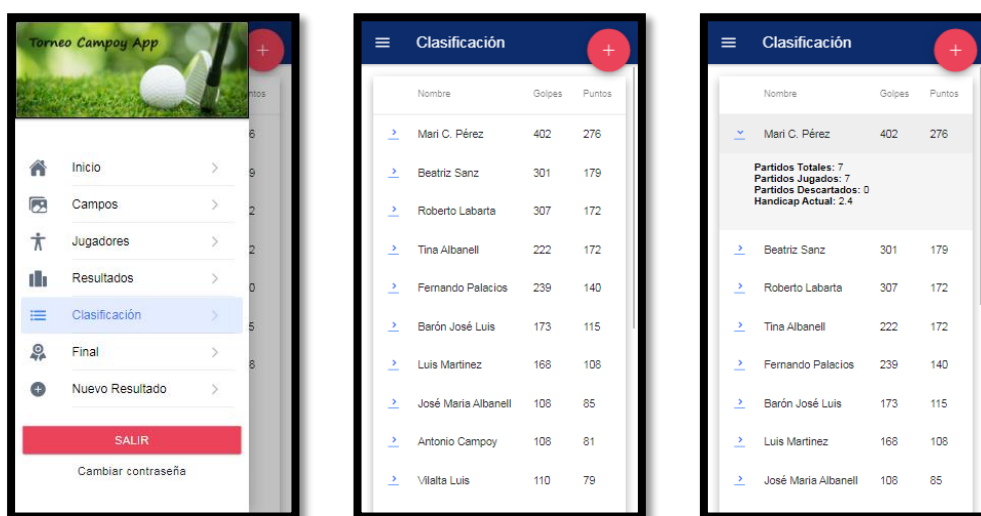 Torneo Campoy App
+
ntos
6
Inicio
9
Campos
2
Jugadores
2
Resultados
0
Clasificación
5
Final
8
Nuevo Resultado
SALIR
Cambiar contraseña
Clasificación
+
Nombre Golpes Puntos
Mari C. Pérez 402 276
Beatriz Sanz 301 179
Roberto Labarta 307 172
Tina Albanell 222 172
Fernando Palacios 239 140
Barón José Luis 173 115
Luis Martinez 168 108
José Maria Albanell 108 85
Antonio Campoy 108 81
Vilalta Luis 110 79
Clasificación
+
Nombre Golpes Puntos
Mari C. Pérez 402 276
Partidos Totales: 7
Partidos Jugados: 7
Partidos Descartados: 0
Handicap Actual: 2.4
Beatriz Sanz 301 179
Roberto Labarta 307 172
Tina Albanell 222 172
Fernando Palacios 239 140
Barón José Luis 173 115
Luis Martinez 168 108
José Maria Albanell 108 85